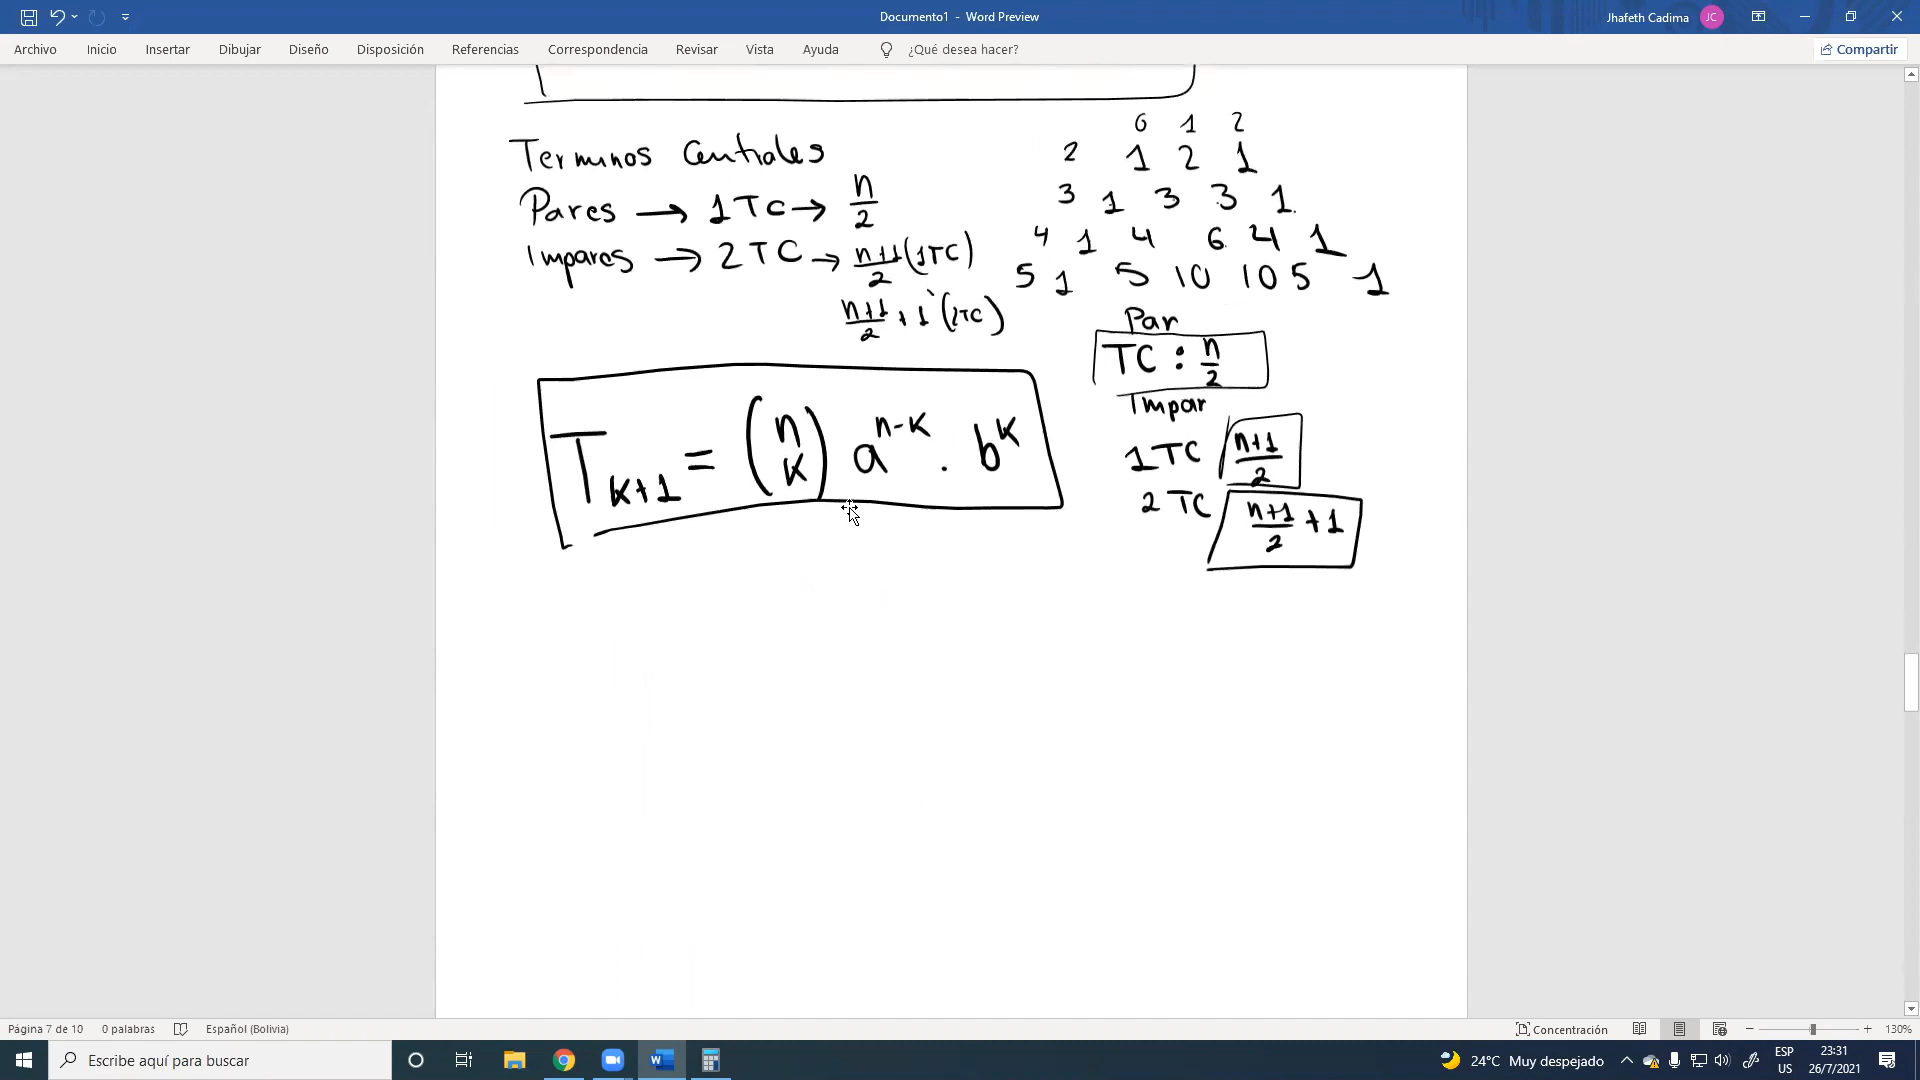 Documento1 - Word Preview
Jhafeth Cadima
JC
Archivo Inicio Insertar Dibujar Diseño Disposición Referencias Correspondencia Revisar Vista Ayuda ¿Qué desea hacer? Compartir
Terminos Centrales
Pares → 1TC → n/2
Impares → 2TC → n+1/2 (1TC)
n+1/2 + 1 (2TC)
T_{k+1} = (n k) a^{n-k} . b^k
0 1 2
2 1 2 1
3 1 3 3 1
4 1 4 6 4 1
5 1 5 10 10 5 1
Par
TC : n/2
Impar
1TC n+1/2
2TC n+1/2 + 1
Página 7 de 10 0 palabras Español (Bolivia) Concentración 130%
Escribe aquí para buscar
24°C Muy despejado
ESP
US
23:31
26/7/2021